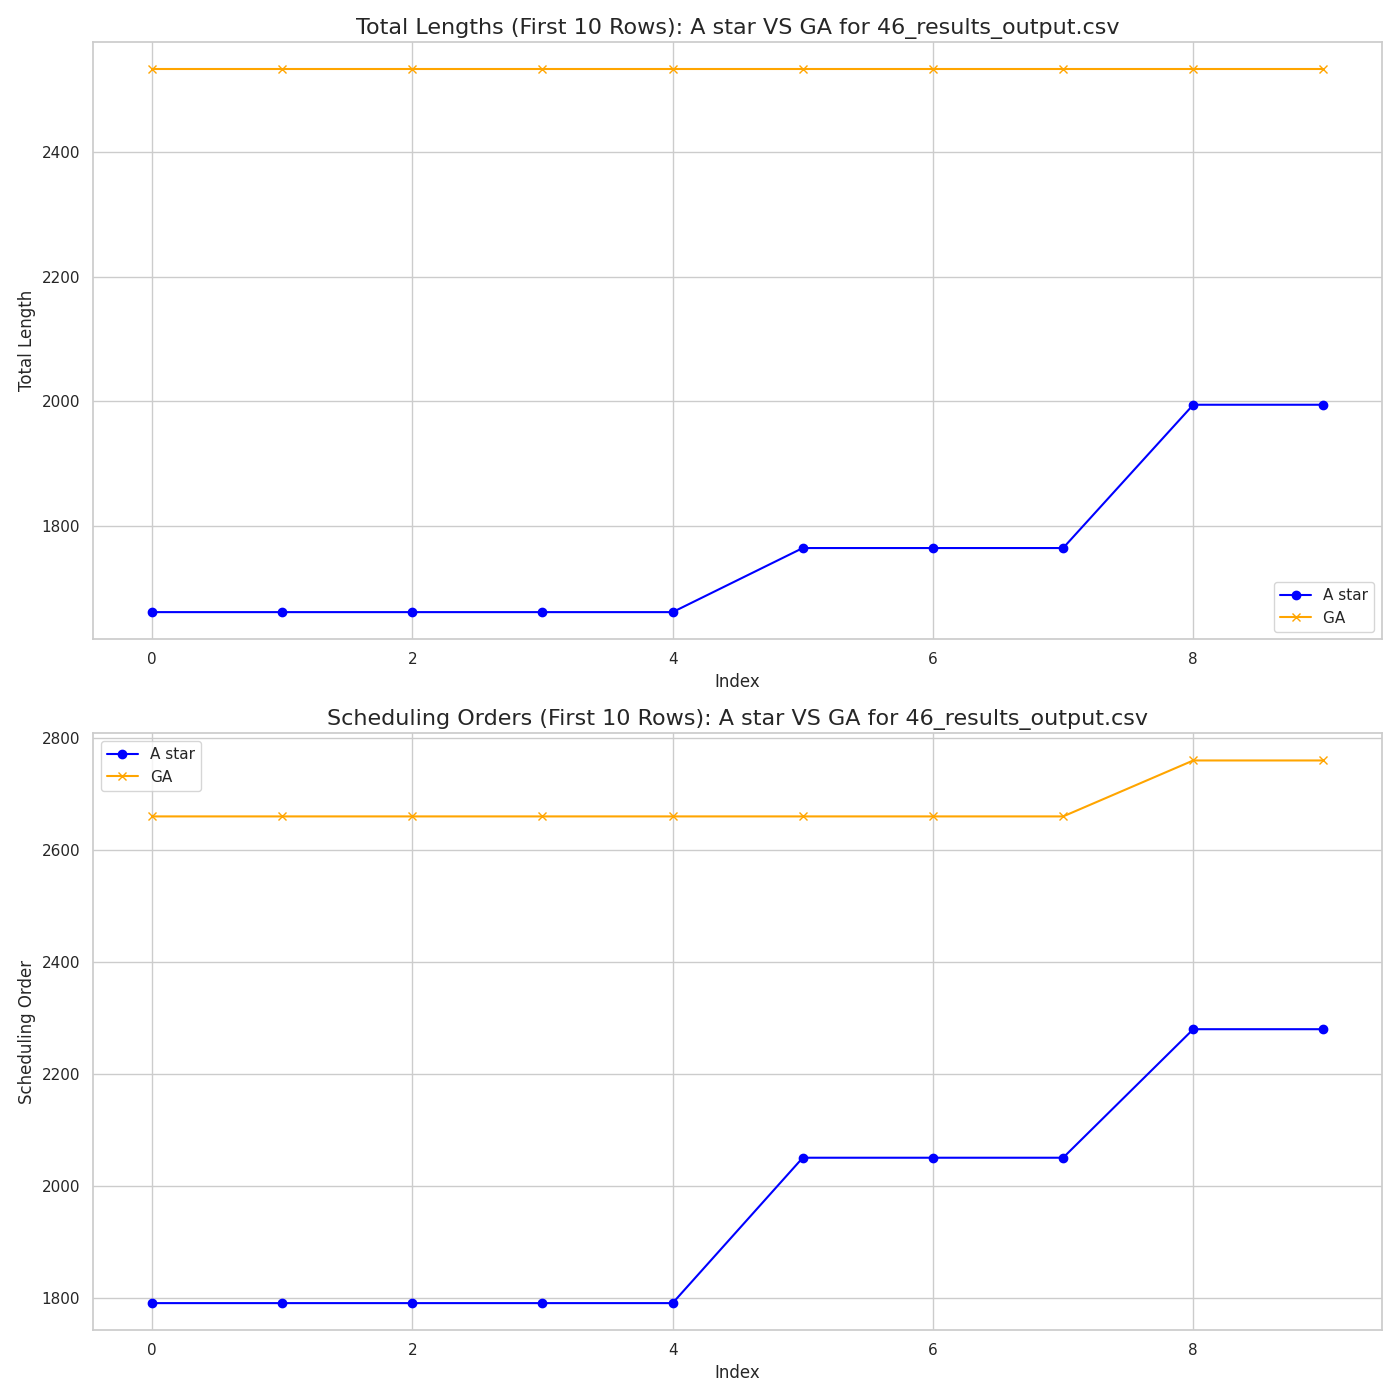 Total Lengths (First 10 Rows): A star VS GA for 46_results_output.csv
2400
2200
2000
1800
Total Length
A star
GA
0 2 4 6 8
Index
Scheduling Orders (First 10 Rows): A star VS GA for 46_results_output.csv
2800
A star
GA
2600
2400
2200
2000
1800
Scheduling Order
0 2 4 6 8
Index